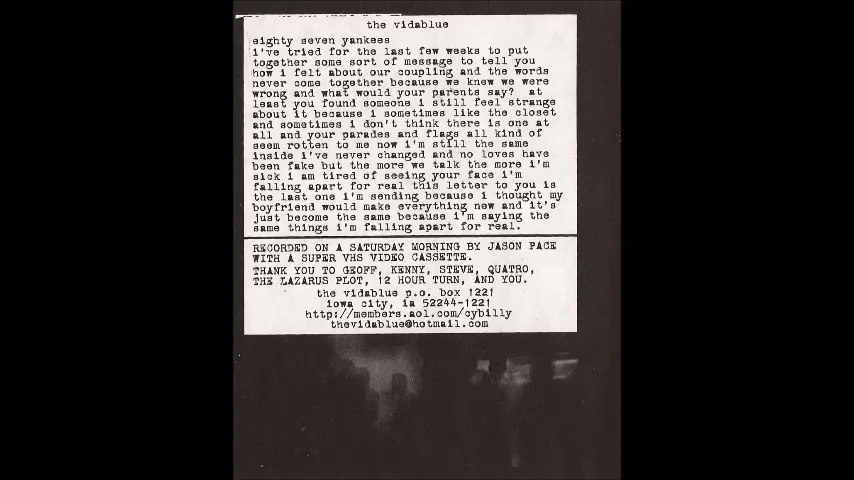 the vidablue
eighty seven yankees
i've tried for the last few weeks to put
together some sort of message to tell you
how i felt about our coupling and the words
never come together because we knew we were
wrong and what would your parents say?  at
least you found someone i still feel strange
about it because i sometimes like the closet
and sometimes i don't think there is one at
all and your parades and flags all kind of
seem rotten to me now i'm still the same
inside i've never changed and no loves have
been fake but the more we talk the more i'm
sick i am tired of seeing your face i'm
falling apart for real this letter to you is
the last one i'm sending because i thought my
boyfriend would make everything new and it's
just become the same because i'm saying the
same things i'm falling apart for real.
RECORDED ON A SATURDAY MORNING BY JASON PACE
WITH A SUPER VHS VIDEO CASSETTE.
THANK YOU TO GEOFF, KENNY, STEVE, QUATRO,
THE LAZARUS PLOT, 12 HOUR TURN, AND YOU.
the vidablue p.o. box 1221
iowa city, ia 52244-1221
http://members.aol.com/cybilly
thevidablue@hotmail.com